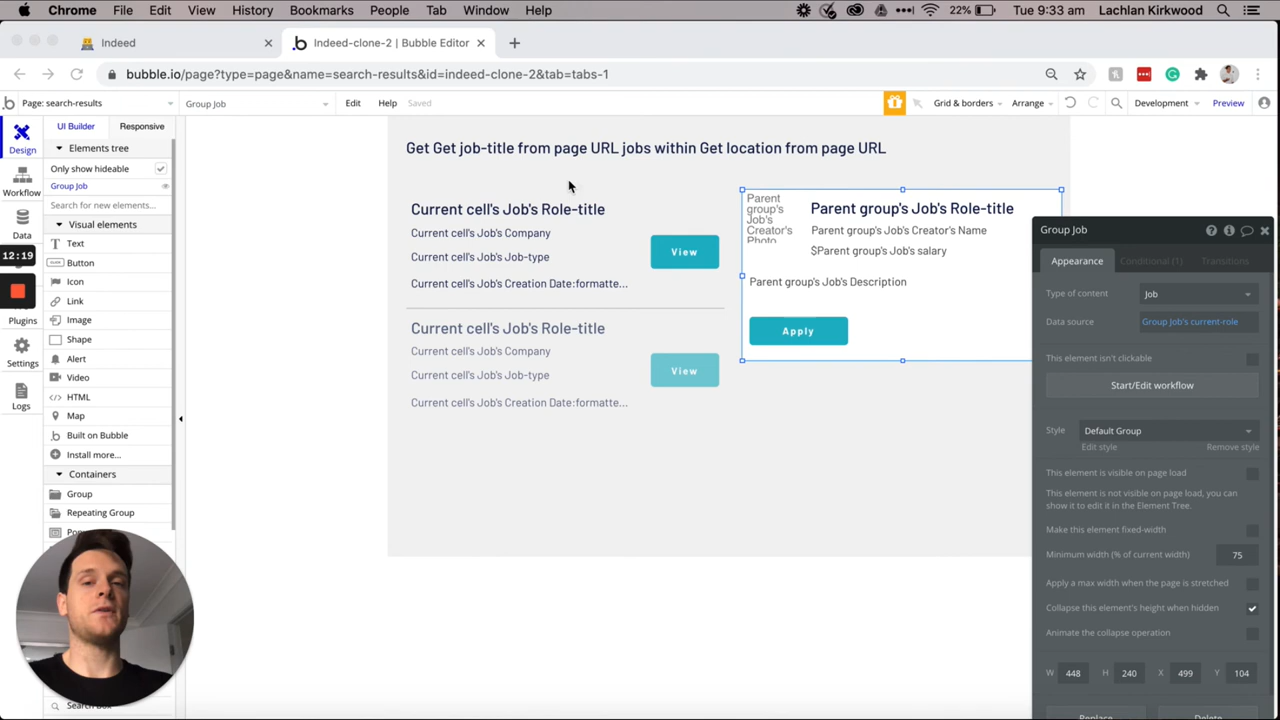 Chrome File Edit View History Bookmarks People Tab Window Help 22% Tue 9:33 am Lachlan Kirkwood
Indeed × Indeed-clone-2 | Bubble Editor × +
bubble.io/page?type=page&name=search-results&id=indeed-clone-2&tab=tabs-1
Page: search-results Group Job Edit Help Saved Grid & borders Arrange Development Preview
UI Builder Responsive
Design
Elements tree
Only show hideable
Group Job
Workflow
Search for new elements...
Visual elements
Data
Text
12:19
Button
Icon
Link
Plugins
Image
Shape
Settings
Alert
Video
Logs
HTML
Map
Built on Bubble
Install more...
Containers
Group
Repeating Group
Get Get job-title from page URL jobs within Get location from page URL
Current cell's Job's Role-title
Current cell's Job's Company
Current cell's Job's Job-type
Current cell's Job's Creation Date:formatte...
View
Current cell's Job's Role-title
Current cell's Job's Company
Current cell's Job's Job-type
Current cell's Job's Creation Date:formatte...
View
Parent
group's
Job's
Creator's
Photo
Parent group's Job's Role-title
Parent group's Job's Creator's Name
$Parent group's Job's salary
Parent group's Job's Description
Apply
Group Job
Appearance Conditional (1) Transitions
Type of content Job
Data source Group Job's current-role
This element isn't clickable
Start/Edit workflow
Style Default Group
Edit style Remove style
This element is visible on page load
This element is not visible on page load, you can
show it to edit it in the Element Tree.
Make this element fixed-width
Minimum width (% of current width) 75
Apply a max width when the page is stretched
Collapse this element's height when hidden
Animate the collapse operation
W 448 H 240 X 499 Y 104
Replace Delete